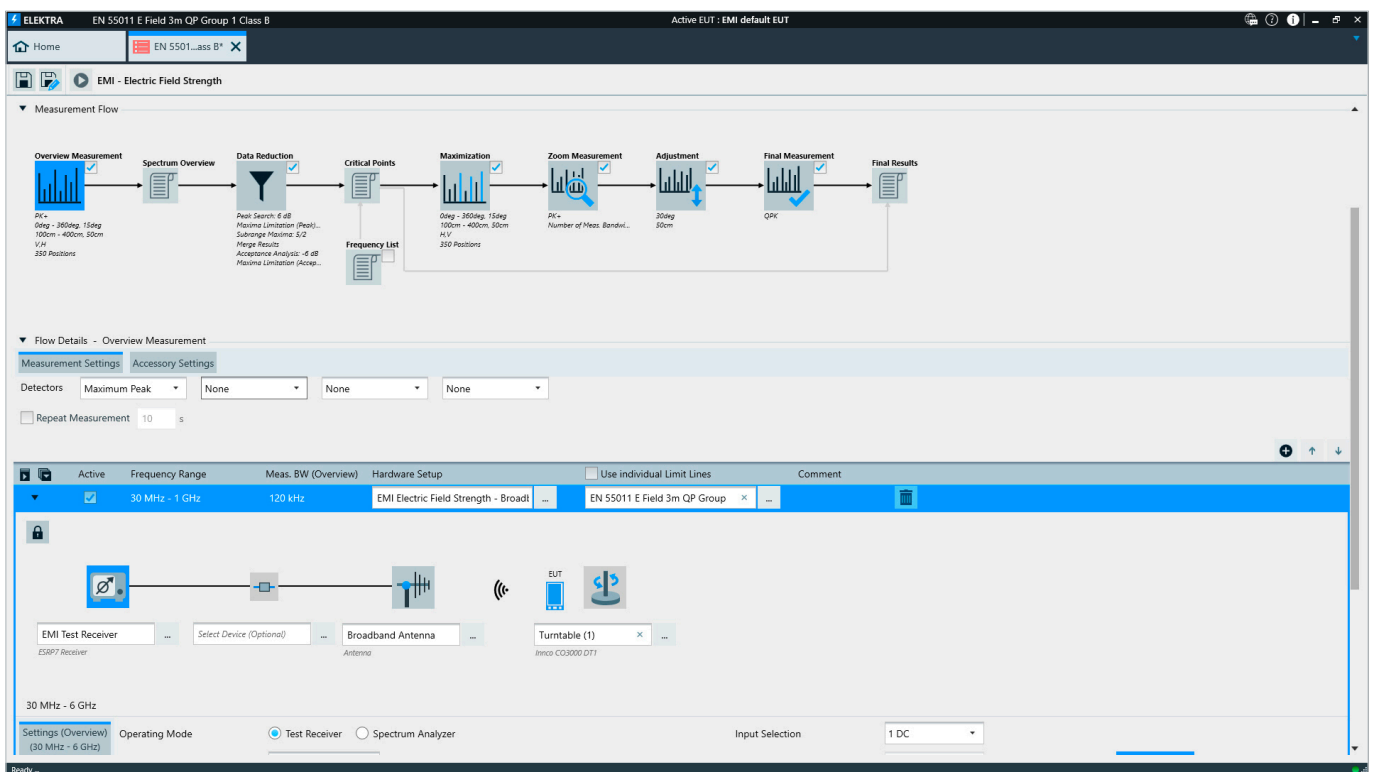 ELEKTRA EN 55011 E Field 3m QP Group 1 Class B Active EUT : EMI default EUT
Home EN 5501...ass B*
EMI - Electric Field Strength
Measurement Flow
Overview Measurement
Spectrum Overview
Data Reduction
Critical Points
Maximization
Zoom Measurement
Adjustment
Final Measurement
Final Results
PK+
0deg - 360deg, 15deg
100cm - 400cm, 50cm
V,H
350 Positions
Peak Search: 6 dB
Maxima Limitation (Peak)...
Subrange Maxima: 5/2
Merge Results
Acceptance Analysis: -6 dB
Maxima Limitation (Accep...
Frequency List
0deg - 360deg, 15deg
100cm - 400cm, 50cm
H,V
350 Positions
PK+
Number of Meas. Bandwi...
30deg
50cm
QPK
Flow Details - Overview Measurement
Measurement Settings Accessory Settings
Detectors Maximum Peak None None None
Repeat Measurement 10 s
Active Frequency Range Meas. BW (Overview) Hardware Setup Use individual Limit Lines Comment
30 MHz - 1 GHz 120 kHz EMI Electric Field Strength - Broadb ... EN 55011 E Field 3m QP Group × ...
EUT
EMI Test Receiver ... Select Device (Optional) ... Broadband Antenna ... Turntable (1) × ...
ESRP7 Receiver Antenna Innco CO3000 DT1
30 MHz - 6 GHz
Settings (Overview) Operating Mode Test Receiver Spectrum Analyzer Input Selection 1 DC
(30 MHz - 6 GHz)
Ready ...